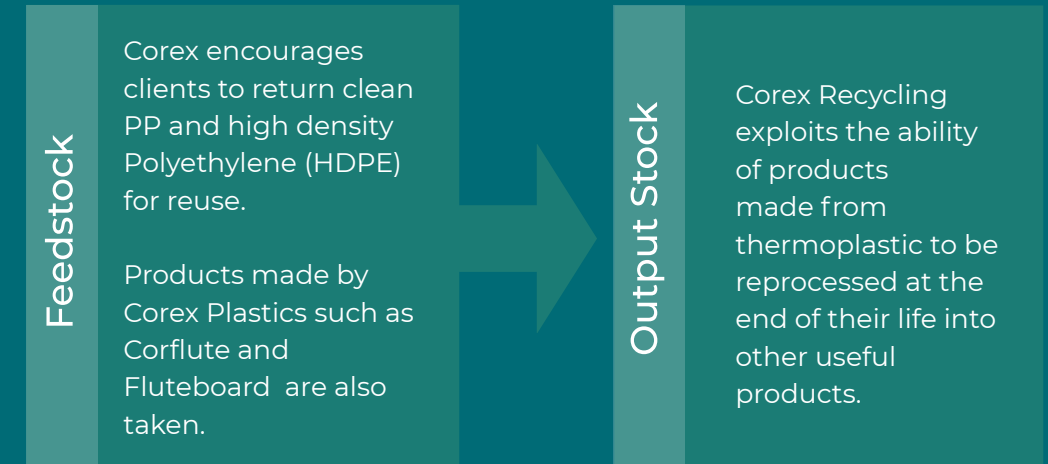 Feedstock
Corex encourages
clients to return clean
PP and high density
Polyethylene (HDPE)
for reuse.
Products made by
Corex Plastics such as
Corflute and
Fluteboard are also
taken.
Output Stock
Corex Recycling
exploits the ability
of products
made from
thermoplastic to be
reprocessed at the
end of their life into
other useful
products.